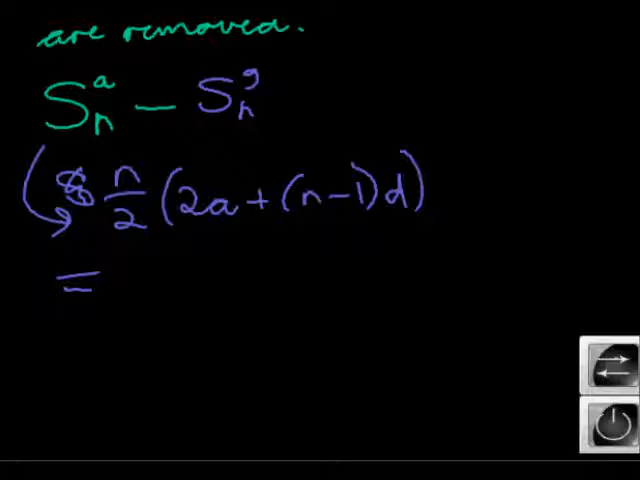 are removed.
S_n^a − S_n^g
n/2 (2a + (n − 1)d)
=